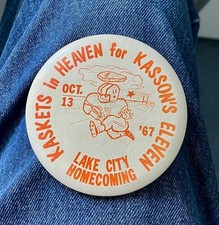 KASKETS in HEAVEN for KASSON'S ELEVEN
OCT.
13
'67
LAKE CITY
HOMECOMING